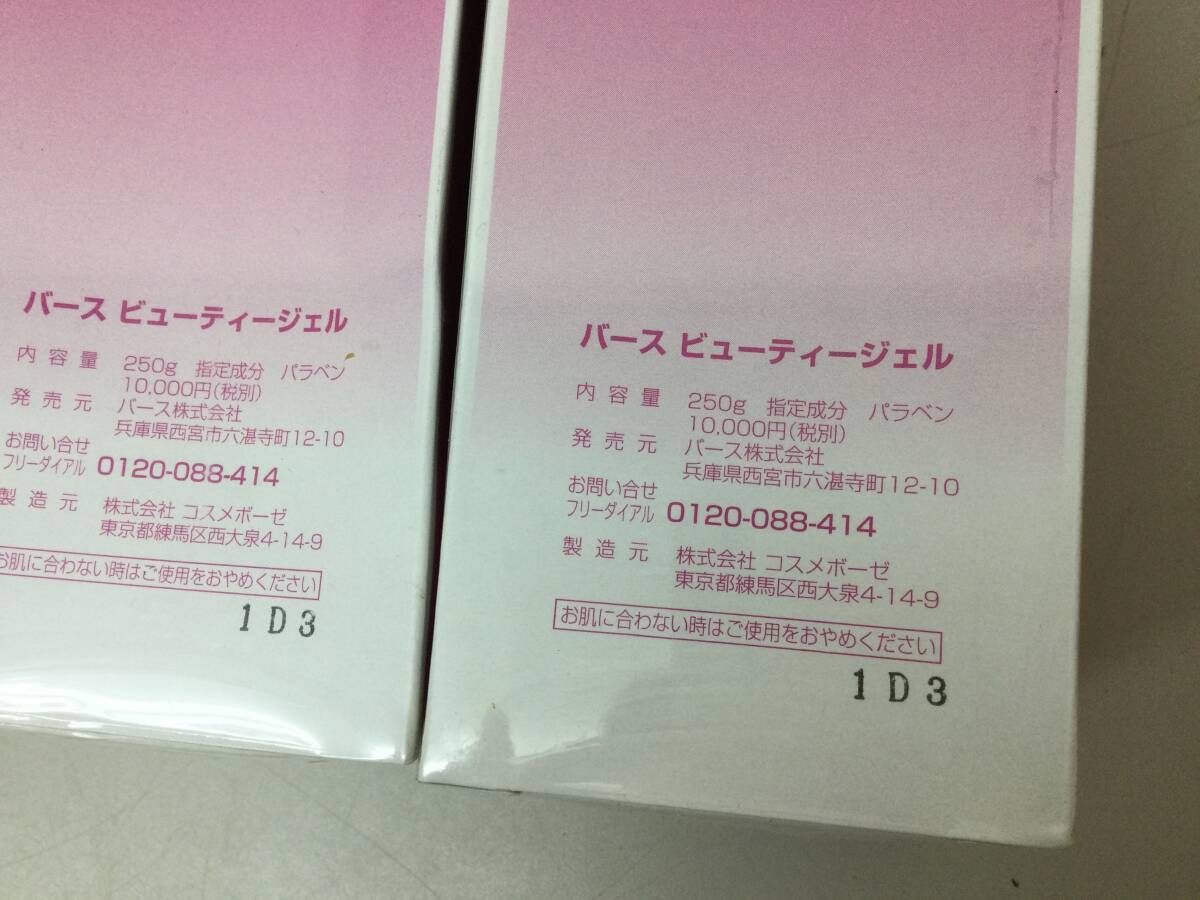 バース ビューティージェル
内容量 250g 指定成分 パラベン
10,000円(税別)
発売元 バース株式会社
兵庫県西宮市六湛寺町12-10
お問い合せ
フリーダイアル 0120-088-414
製造元 株式会社 コスメボーゼ
東京都練馬区西大泉4-14-9
お肌に合わない時はご使用をおやめください
1D3
バース ビューティージェル
内容量 250g 指定成分 パラベン
10,000円(税別)
発売元 バース株式会社
兵庫県西宮市六湛寺町12-10
お問い合せ
フリーダイアル 0120-088-414
製造元 株式会社 コスメボーゼ
東京都練馬区西大泉4-14-9
お肌に合わない時はご使用をおやめください
1D3